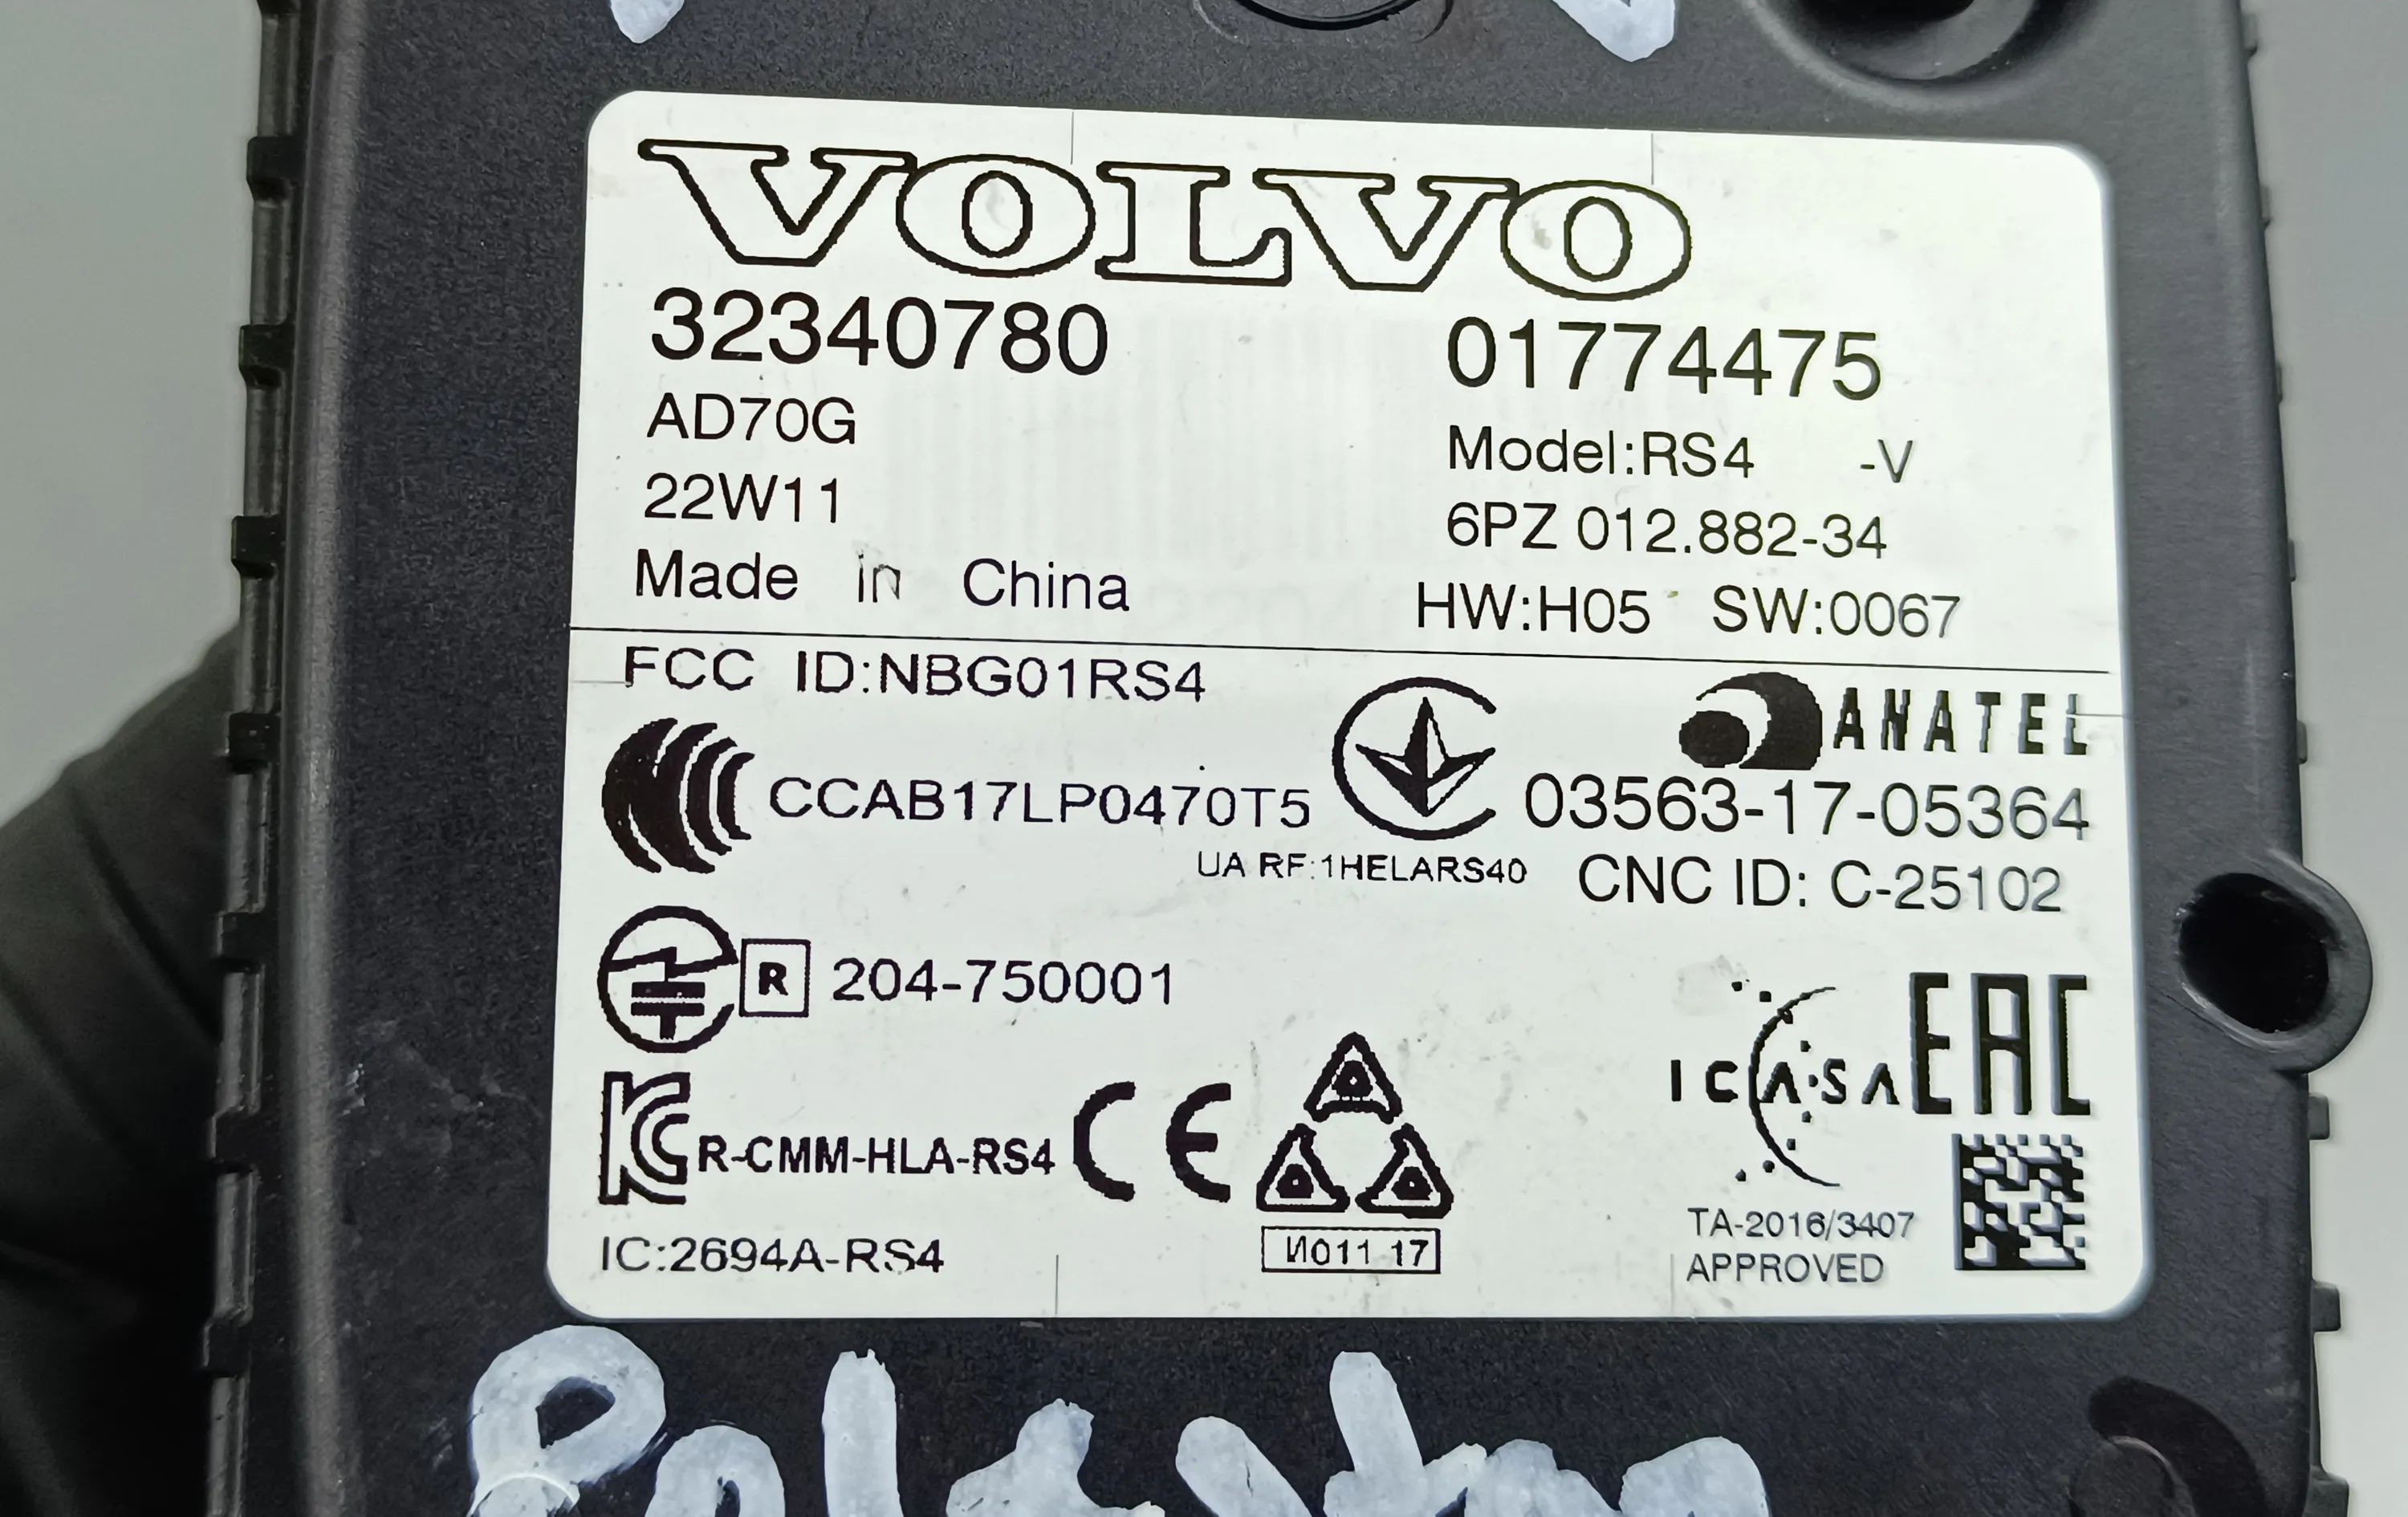 VOLVO
32340780 01774475
AD70G Model:RS4 -V
22W11 6PZ 012.882-34
Made in China HW:H05 SW:0067
FCC ID:NBG01RS4
ANATEL
CCAB17LP0470T5 03563-17-05364
UA RF:1HELARS40 CNC ID: C-25102
R 204-750001
ICASA EAC
R-CMM-HLA-RS4 CE
IC:2694A-RS4
И011 17
TA-2016/3407
APPROVED